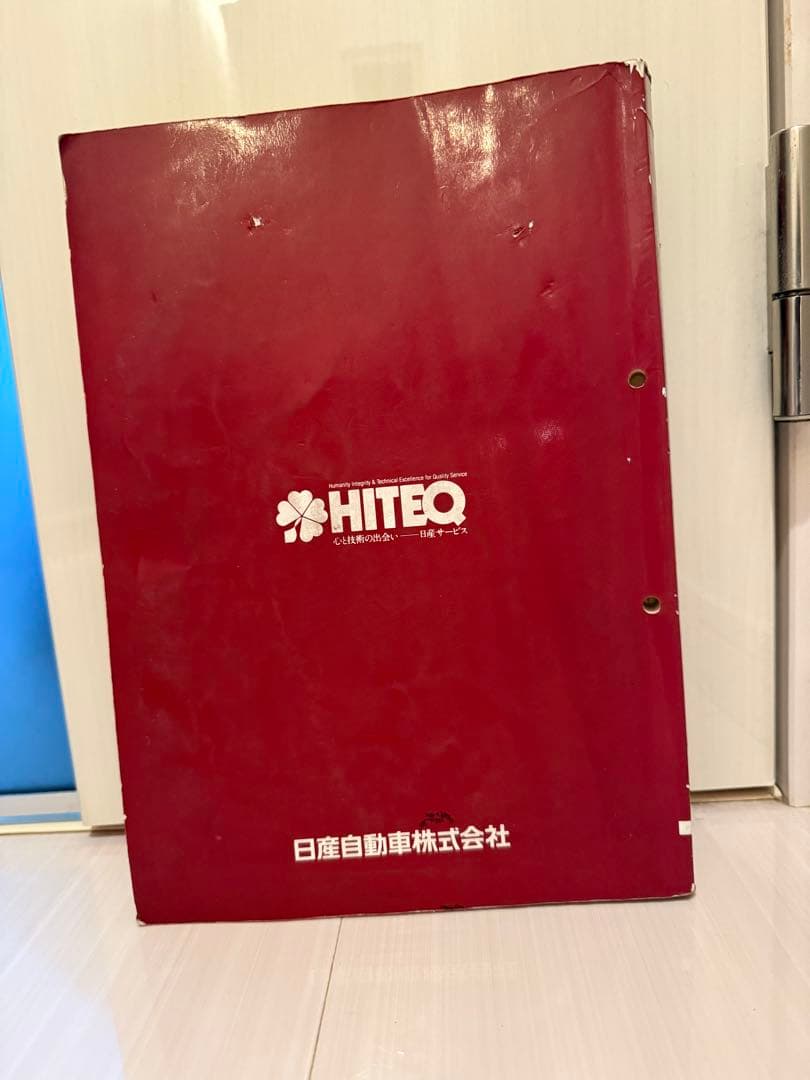 Humanity Integrity & Technical Excellence for Quality Service
HITEQ
心と技術の出会い——日産サービス
日産自動車株式会社